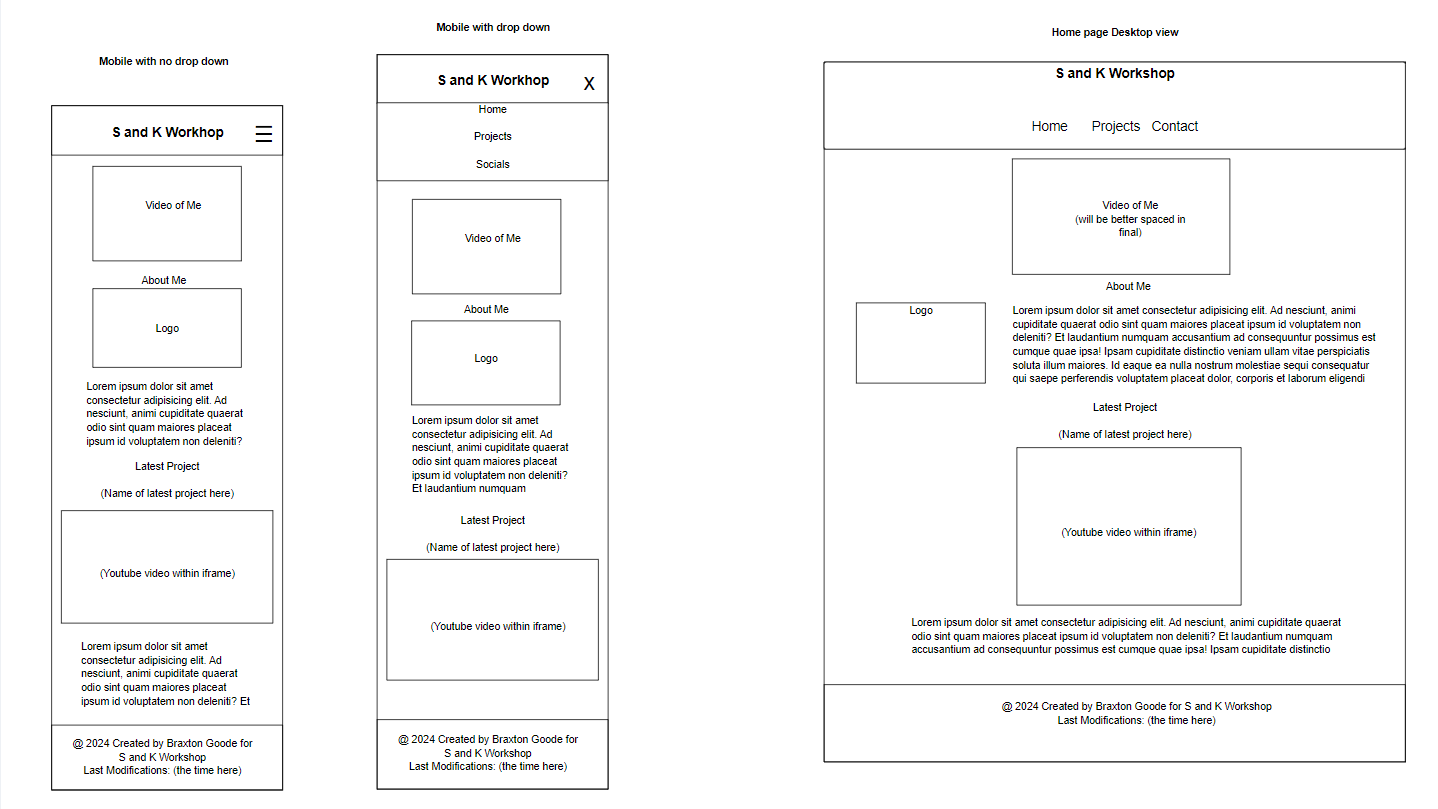 Mobile with no drop down
S and K Workhop
☰
Video of Me
About Me
Logo
Lorem ipsum dolor sit amet
consectetur adipisicing elit. Ad
nesciunt, animi cupiditate quaerat
odio sint quam maiores placeat
ipsum id voluptatem non deleniti?
Latest Project
(Name of latest project here)
(Youtube video within iframe)
Lorem ipsum dolor sit amet
consectetur adipisicing elit. Ad
nesciunt, animi cupiditate quaerat
odio sint quam maiores placeat
ipsum id voluptatem non deleniti? Et
@ 2024 Created by Braxton Goode for
S and K Workshop
Last Modifications: (the time here)
Mobile with drop down
S and K Workhop
X
Home
Projects
Socials
Video of Me
About Me
Logo
Lorem ipsum dolor sit amet
consectetur adipisicing elit. Ad
nesciunt, animi cupiditate quaerat
odio sint quam maiores placeat
ipsum id voluptatem non deleniti?
Et laudantium numquam
Latest Project
(Name of latest project here)
(Youtube video within iframe)
@ 2024 Created by Braxton Goode for
S and K Workshop
Last Modifications: (the time here)
Home page Desktop view
S and K Workshop
Home Projects Contact
Video of Me
(will be better spaced in
final)
About Me
Logo
Lorem ipsum dolor sit amet consectetur adipisicing elit. Ad nesciunt, animi
cupiditate quaerat odio sint quam maiores placeat ipsum id voluptatem non
deleniti? Et laudantium numquam accusantium ad consequuntur possimus est
cumque quae ipsa! Ipsam cupiditate distinctio veniam ullam vitae perspiciatis
soluta illum maiores. Id eaque ea nulla nostrum molestiae sequi consequatur
qui saepe perferendis voluptatem placeat dolor, corporis et laborum eligendi
Latest Project
(Name of latest project here)
(Youtube video within iframe)
Lorem ipsum dolor sit amet consectetur adipisicing elit. Ad nesciunt, animi cupiditate quaerat
odio sint quam maiores placeat ipsum id voluptatem non deleniti? Et laudantium numquam
accusantium ad consequuntur possimus est cumque quae ipsa! Ipsam cupiditate distinctio
@ 2024 Created by Braxton Goode for S and K Workshop
Last Modifications: (the time here)